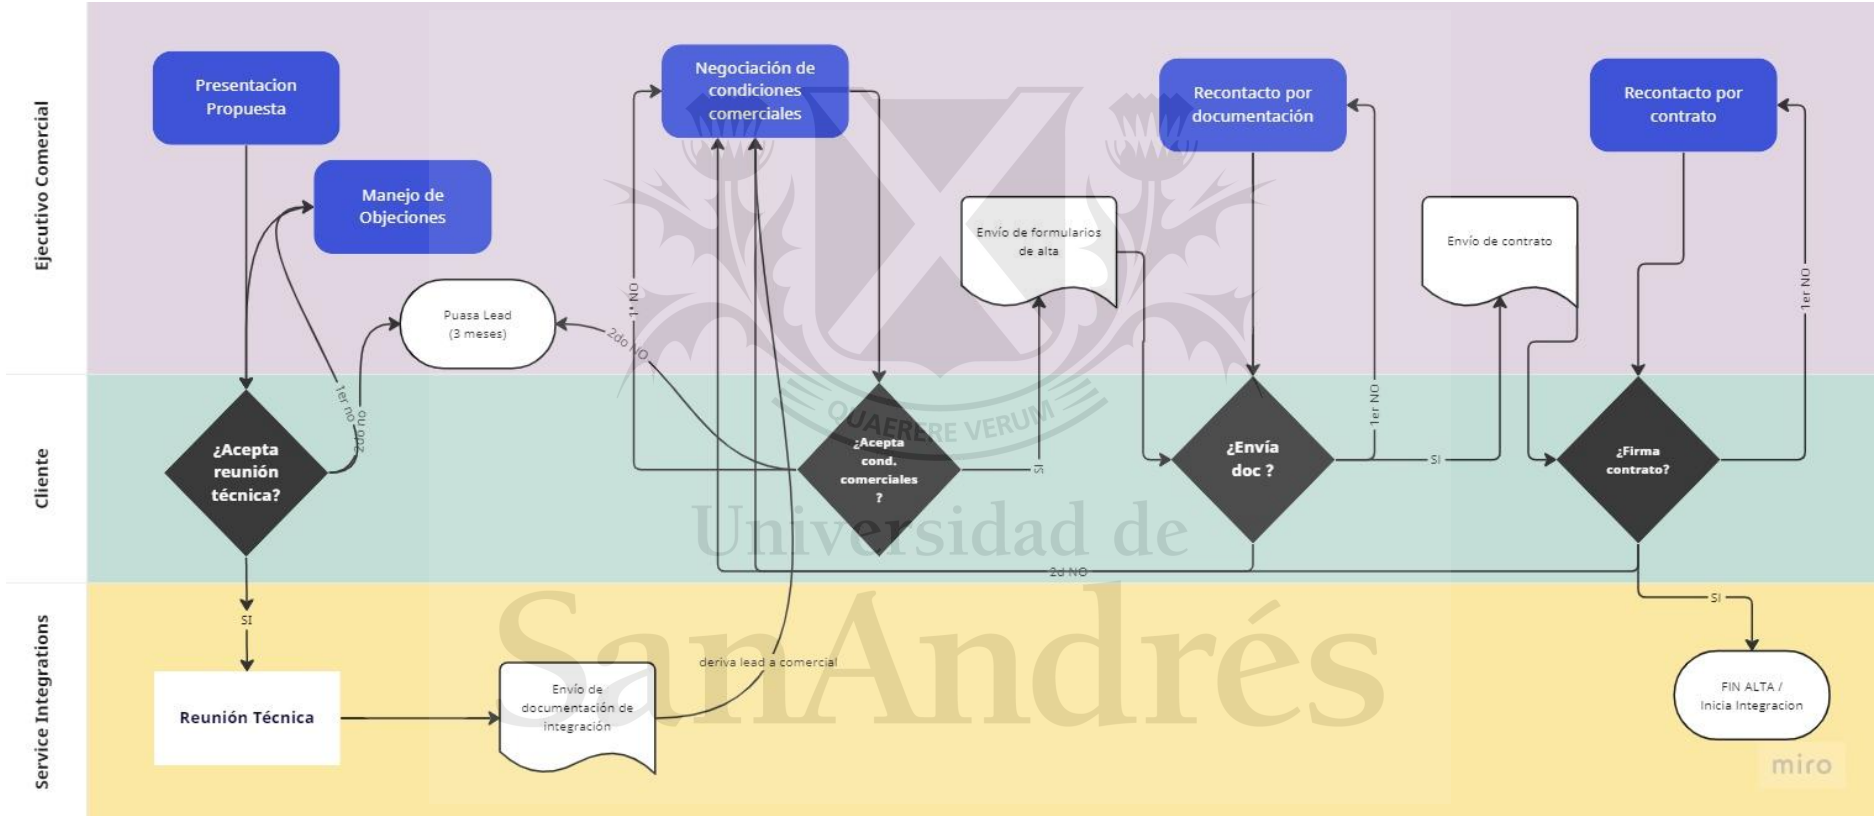 Ejecutivo Comercial
Presentacion
Propuesta
Manejo de
Objeciones
Puasa Lead
(3 meses)
Negociación de
condiciones
comerciales
Envío de formularios
de alta
Recontacto por
documentación
Envío de contrato
Recontacto por
contrato
1* NO
2do NO
1er NO
1er no
2do no
Cliente
¿Acepta
reunión
técnica?
¿Acepta
cond.
comerciales
?
SI
¿Envía
doc ?
1er NO
SI
¿Firma
contrato?
QUAERERE VERUM
Universidad de
SanAndrés
2d NO
Service Integrations
SI
Reunión Técnica
Envío de
documentación de
integración
deriva lead a comercial
SI
FIN ALTA /
Inicia Integracion
miro